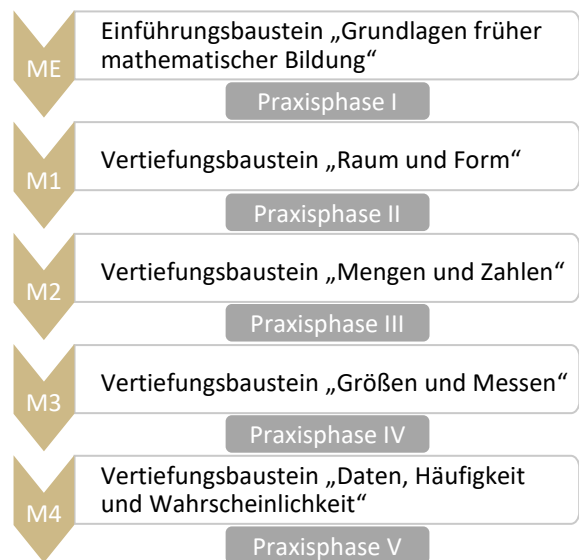 ME
Einführungsbaustein „Grundlagen früher
mathematischer Bildung“
Praxisphase I
M1
Vertiefungsbaustein „Raum und Form“
Praxisphase II
M2
Vertiefungsbaustein „Mengen und Zahlen“
Praxisphase III
M3
Vertiefungsbaustein „Größen und Messen“
Praxisphase IV
M4
Vertiefungsbaustein „Daten, Häufigkeit
und Wahrscheinlichkeit“
Praxisphase V